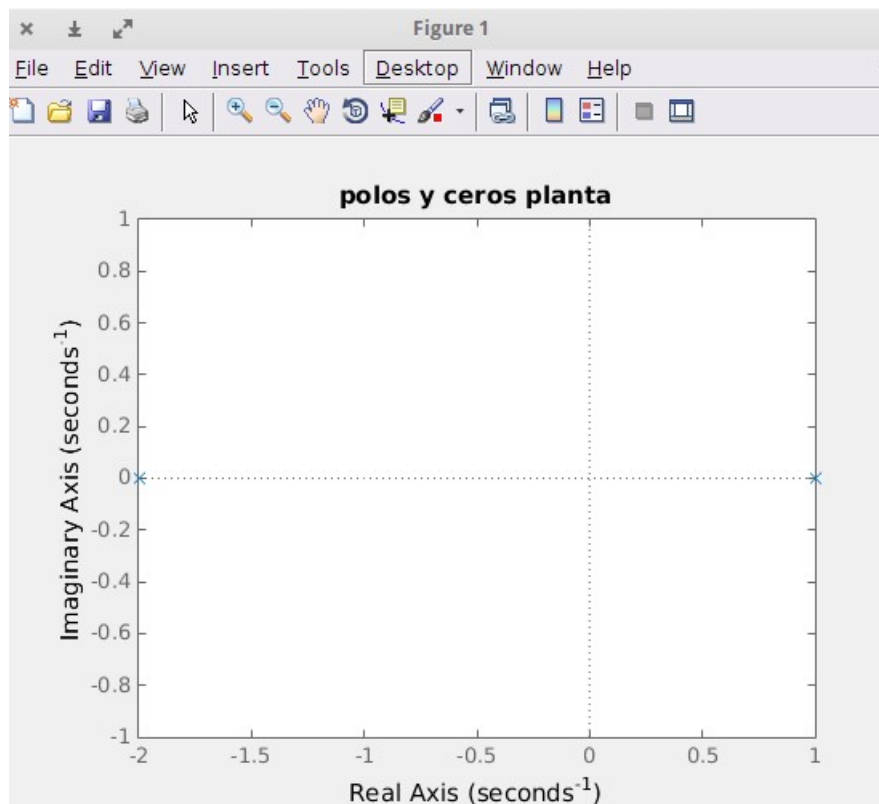 Figure 1
File Edit View Insert Tools Desktop Window Help
polos y ceros planta
1
0.8
0.6
0.4
0.2
0
-0.2
-0.4
-0.6
-0.8
-1
Imaginary Axis (seconds⁻¹)
-2 -1.5 -1 -0.5 0 0.5 1
Real Axis (seconds⁻¹)